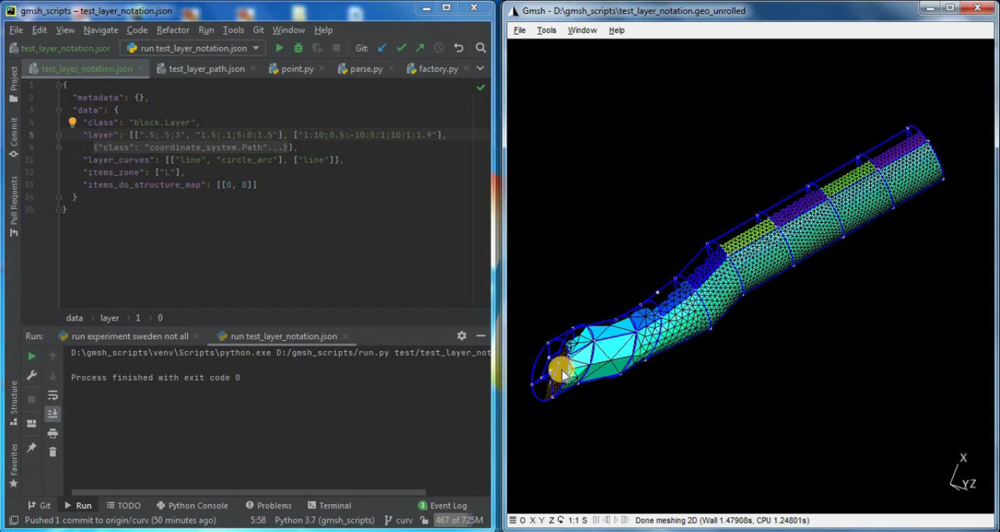 gmsh_scripts – test_layer_notation.json
File Edit View Navigate Code Refactor Run Tools Git Window Help
test_layer_notation.jsor run test_layer_notation.json Git:
test_layer_notation.json test_layer_path.json point.py parse.py factory.py
Project
Commit
Pull Requests
Structure
Favorites
1 {
2 "metadata": {},
3 "data": {
4 "class": "block.Layer",
5 "layer": [[".5;.5;3", "1.5;.1;5:0:1.5"], ["1:10;0.5:-10:5:1;10:1:1.9"],
6 {"class": "coordinate_system.Path"...}],
31 "layer_curves": [["line", "circle_arc"], ["line"]],
32 "items_zone": ["L"],
33 "items_do_structure_map": [[0, 0]]
34 }
35 }
data › layer › 1 › 0
Run: run experiment sweden not all run test_layer_notation.json
D:\gmsh_scripts\venv\Scripts\python.exe D:/gmsh_scripts/run.py test/test_layer_not
Process finished with exit code 0
Git Run TODO Python Console Problems Terminal 3 Event Log
Pushed 1 commit to origin/curv (50 minutes ago) 5:58 Python 3.7 (gmsh_scripts) curv 467 of 725M
Gmsh - D:\gmsh_scripts\test_layer_notation.geo_unrolled
File Tools Window Help
X
Y Z
O X Y Z 1:1 S Done meshing 2D (Wall 1.47908s, CPU 1.24801s)